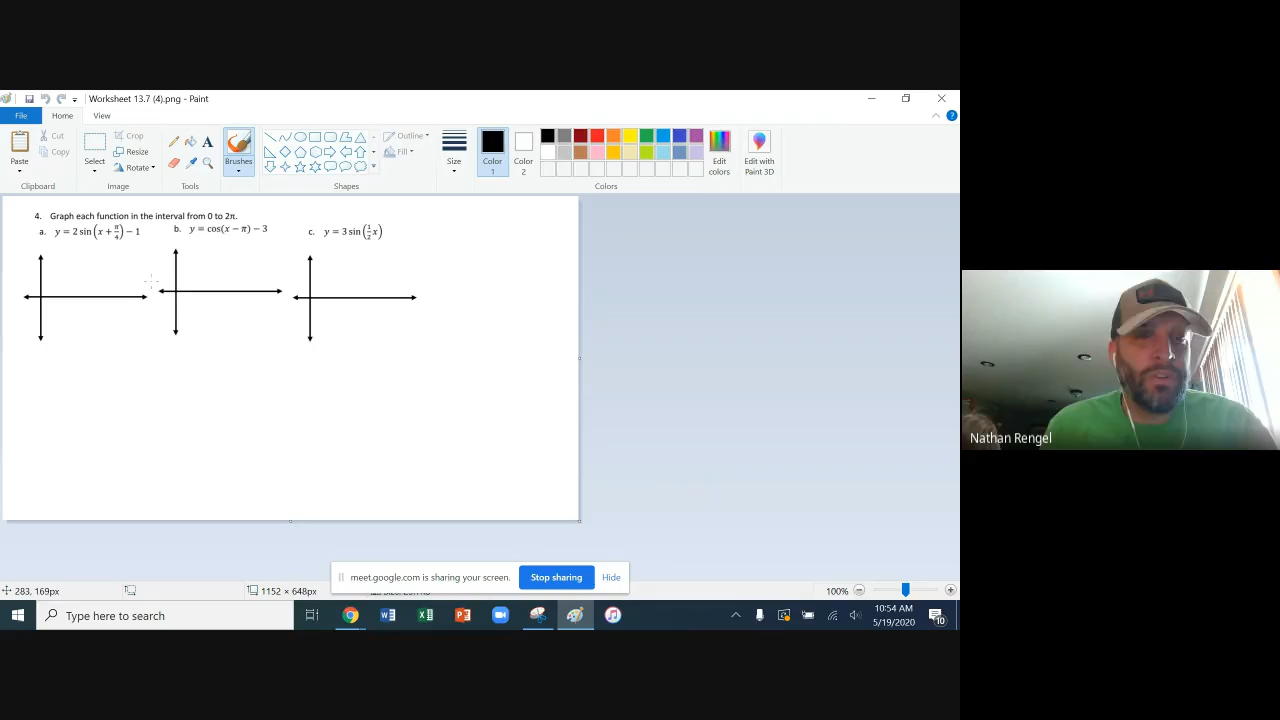 Worksheet 13.7 (4).png - Paint
File Home View
Paste Cut Copy Clipboard
Select Crop Resize Rotate Image
Tools
Brushes
Outline Fill Shapes
Size
Color 1 Color 2 Edit colors Colors
Edit with Paint 3D
4. Graph each function in the interval from 0 to 2π.
a. y = 2 sin(x + π/4) − 1 b. y = cos(x − π) − 3 c. y = 3 sin(1/2 x)
Nathan Rengel
meet.google.com is sharing your screen. Stop sharing Hide
283, 169px 1152 × 648px 100%
Type here to search
10:54 AM
5/19/2020
10